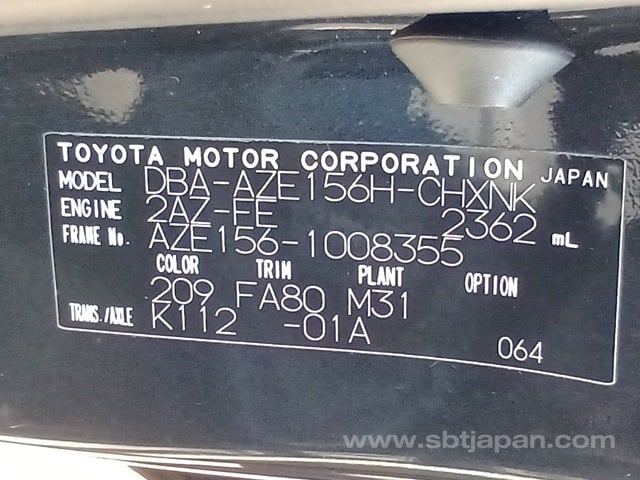 TOYOTA MOTOR CORPORATION JAPAN
MODEL DBA-AZE156H-CHXNK
ENGINE 2AZ-FE 2362 mL
FRAME No. AZE156-1008355
COLOR TRIM PLANT OPTION
209 FA80 M31
TRANS./AXLE K112 -01A
064
www.sbtjapan.com